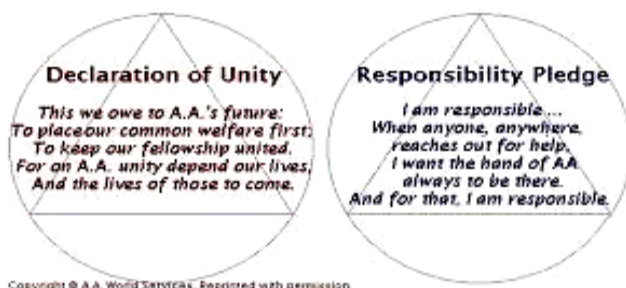 Declaration of Unity
This we owe to A.A.'s future:
To place our common welfare first;
To keep our fellowship united.
For on A.A. unity depend our lives,
And the lives of those to come.
Responsibility Pledge
I am responsible ...
When anyone, anywhere,
reaches out for help,
I want the hand of AA
always to be there.
And for that, I am responsible.
Copyright © A.A. World Services. Reprinted with permission.